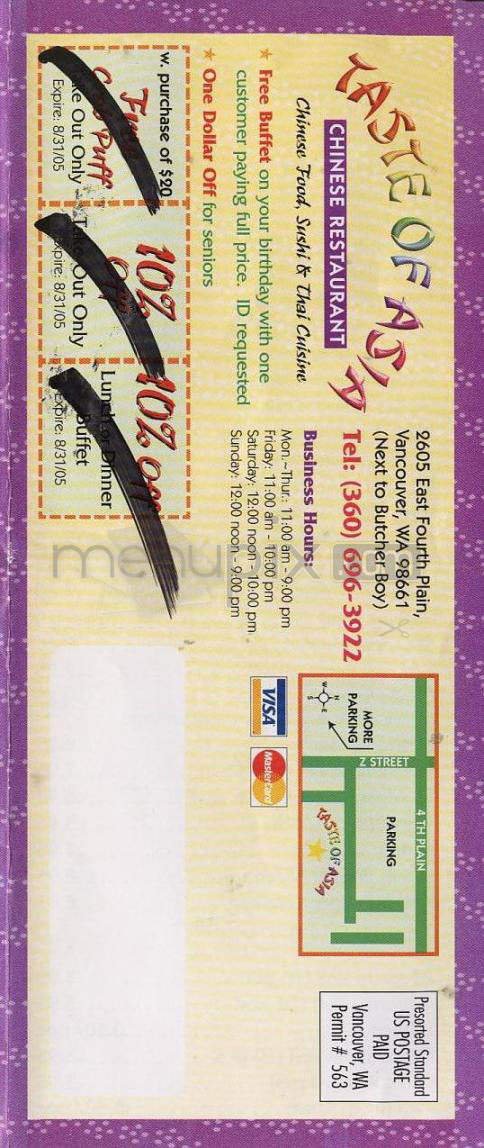 TASTE OF ASIA
CHINESE RESTAURANT
Chinese Food, Sushi & Thai Cuisine
★ Free Buffet on your birthday with one
customer paying full price. ID requested
★ One Dollar Off for seniors
w. purchase of $20
Puff
Out Only
Expire: 8/31/05
10%
Out Only
Expire: 8/31/05
10% Off
Lunch or Dinner
Buffet
Expire: 8/31/05
2605 East Fourth Plain,
Vancouver, WA 98661
(Next to Butcher Boy)
Tel: (360) 696-3922
Business Hours:
Mon.~Thur.: 11:00 am - 9:00 pm
Friday: 11:00 am - 10:00 pm
Saturday: 12:00 noon - 10:00 pm
Sunday: 12:00 noon - 9:00 pm
VISA
MasterCard
4 TH PLAIN
PARKING
Z STREET
MORE
PARKING
N
W
E
S
TASTE OF ASIA
Presorted Standard
US POSTAGE
PAID
Vancouver, WA
Permit # 563
menupix